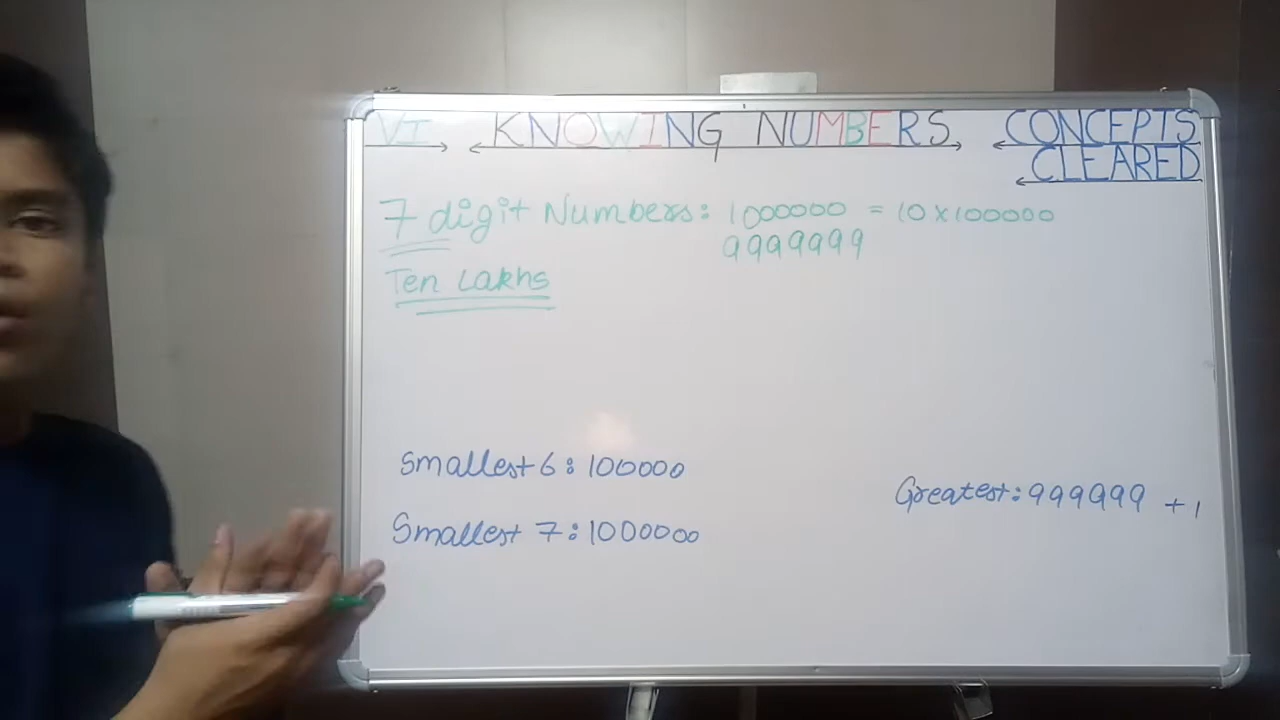 VI KNOWING NUMBERS CONCEPTS
CLEARED
7 digit Numbers: 1000000 = 10 x 100000
9999999
Ten Lakhs
Smallest 6: 100000
Greatest: 999999 + 1
Smallest 7: 1000000